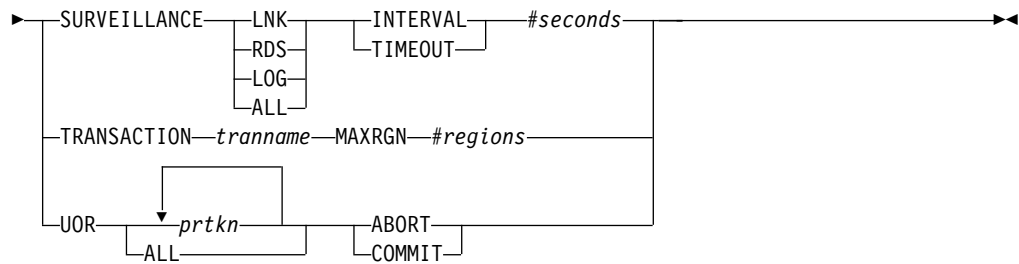 SURVEILLANCE LNK INTERVAL #seconds
RDS TIMEOUT
LOG
ALL
TRANSACTION tranname MAXRGN #regions
UOR prtkn ABORT
ALL COMMIT